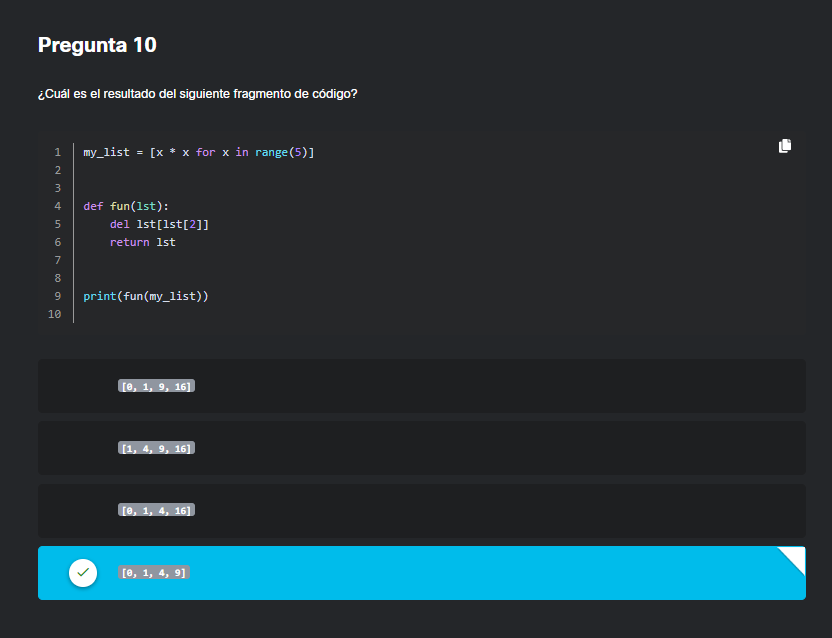 Pregunta 10
¿Cuál es el resultado del siguiente fragmento de código?
1 my_list = [x * x for x in range(5)]
2
3
4 def fun(lst):
5     del lst[lst[2]]
6     return lst
7
8
9 print(fun(my_list))
10
[0, 1, 9, 16]
[1, 4, 9, 16]
[0, 1, 4, 16]
[0, 1, 4, 9]